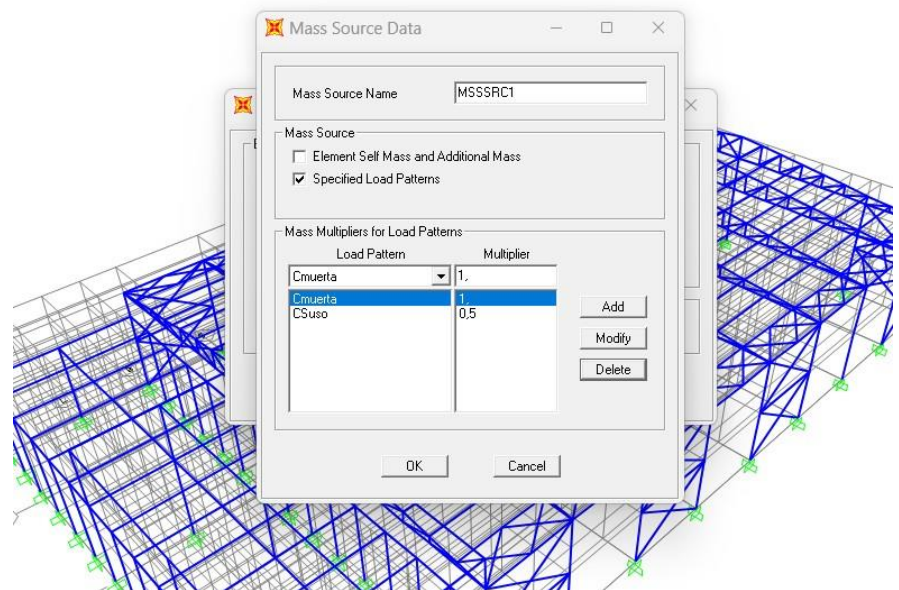 Mass Source Data
Mass Source Name MSSSRC1
Mass Source
Element Self Mass and Additional Mass
Specified Load Patterns
Mass Multipliers for Load Patterns
Load Pattern Multiplier
Cmuerta 1,
Cmuerta 1,
CSuso 0,5
Add
Modify
Delete
OK Cancel